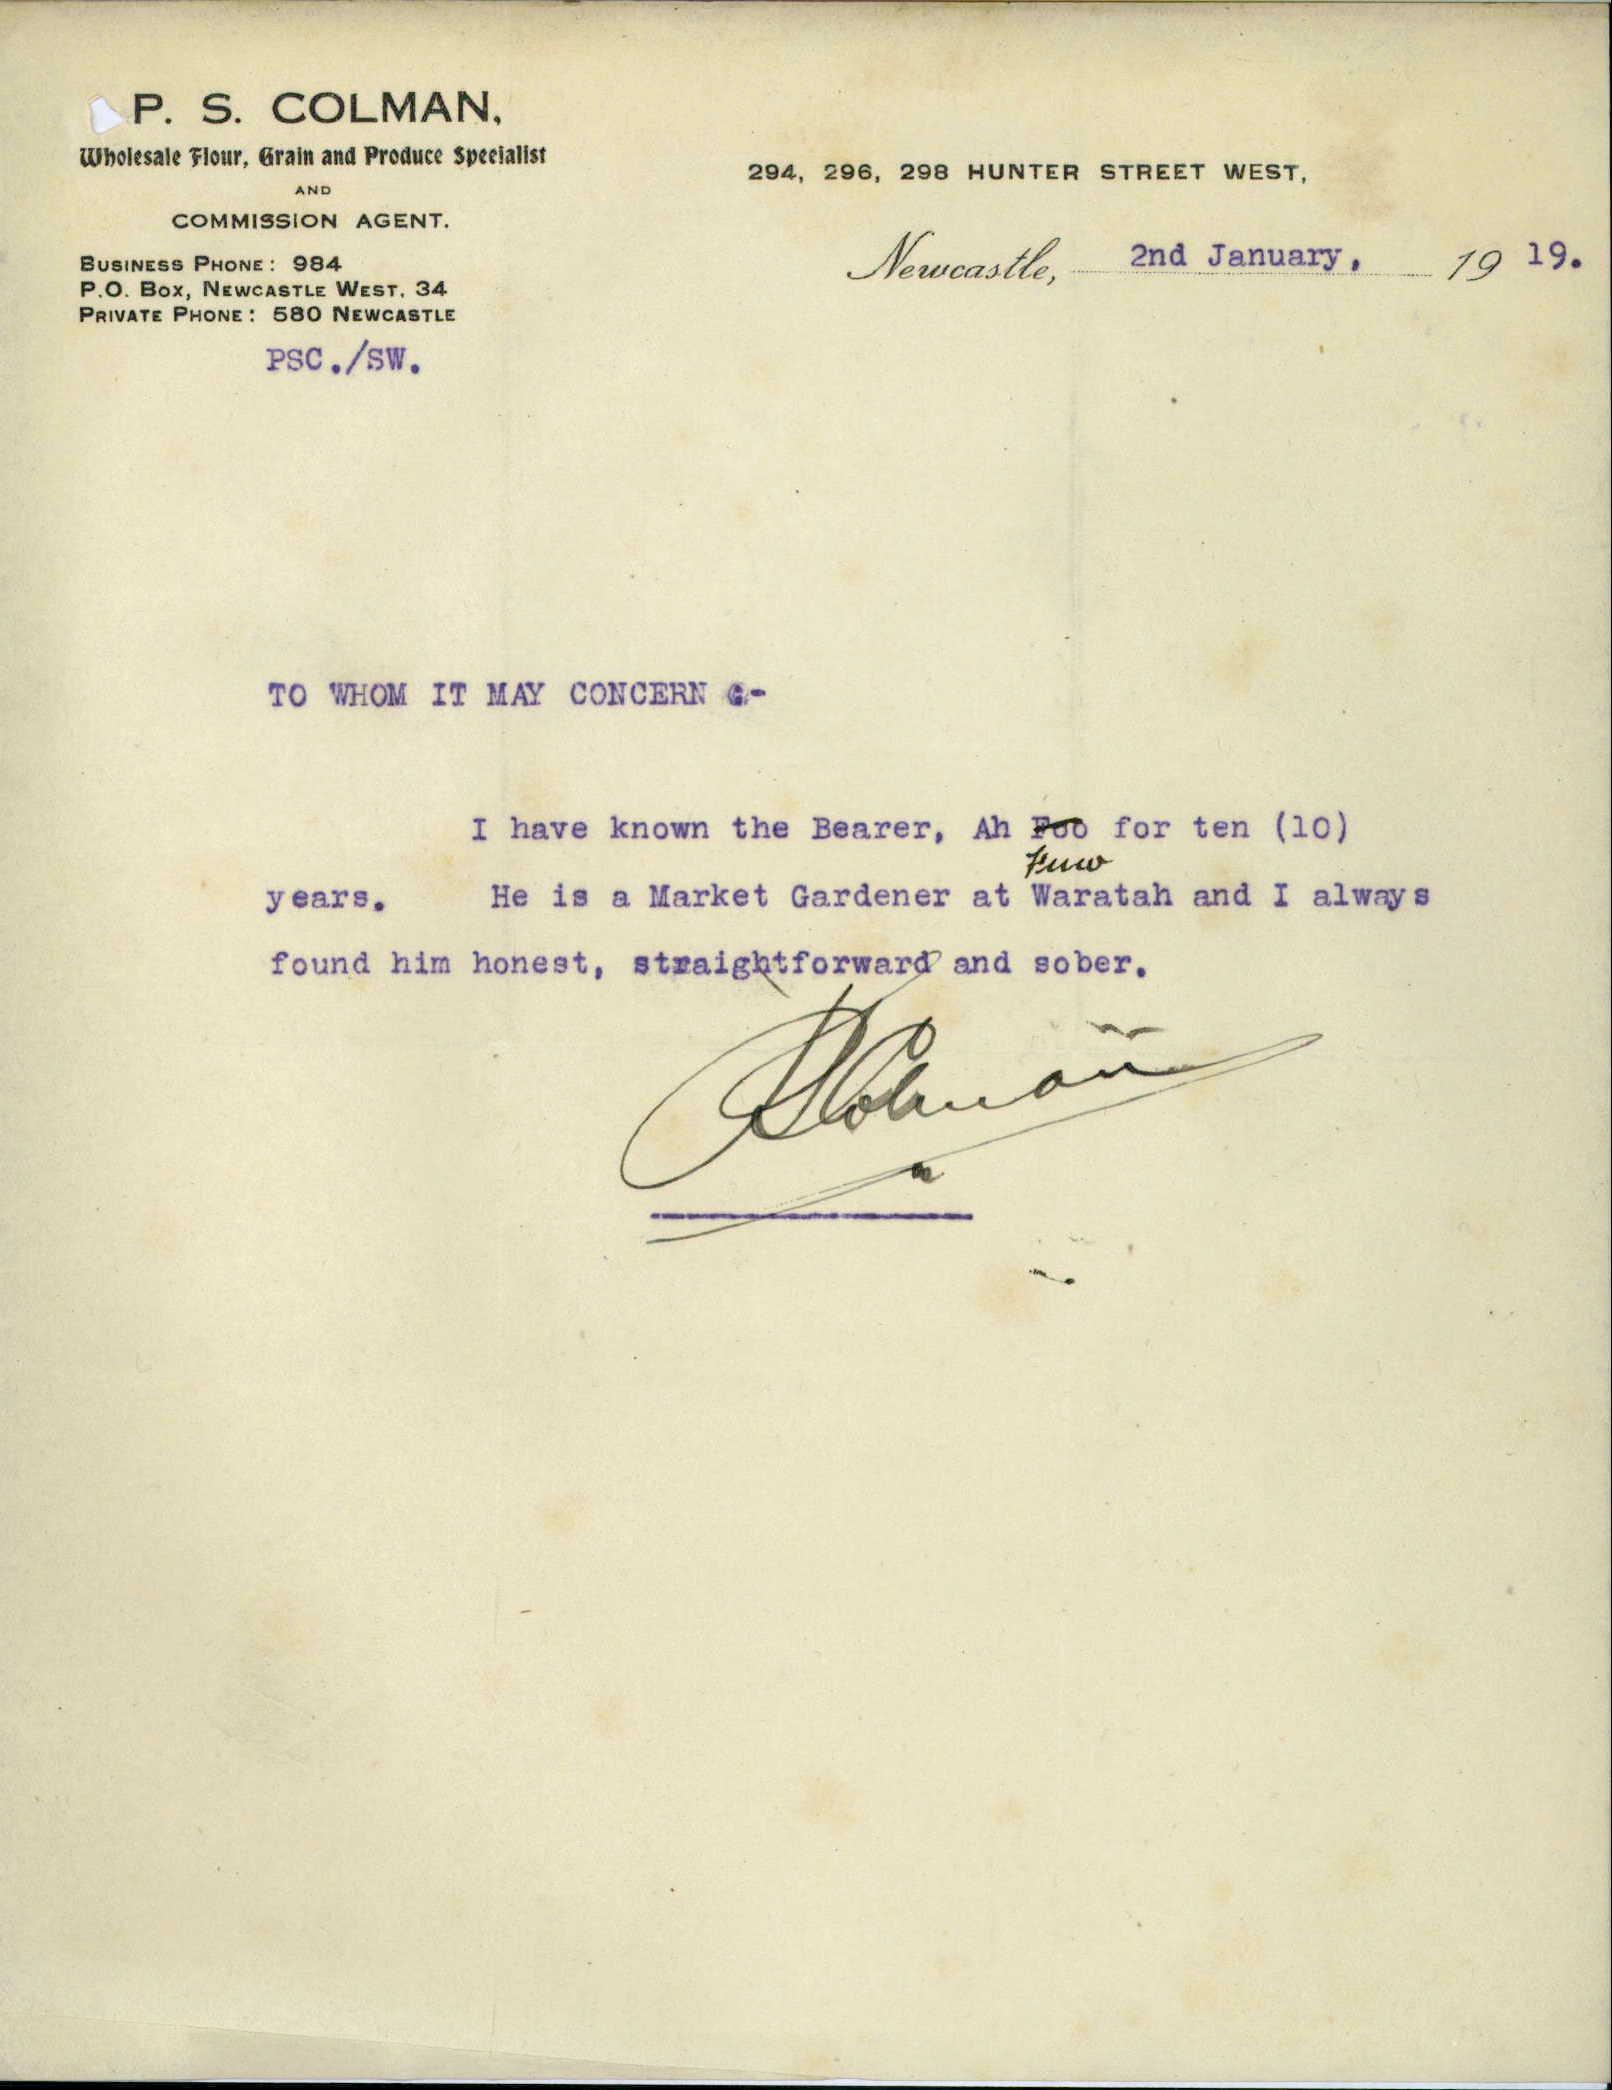 P. S. COLMAN,
Wholesale Flour, Grain and Produce Specialist
AND
COMMISSION AGENT.
BUSINESS PHONE: 984
P.O. BOX, NEWCASTLE WEST, 34
PRIVATE PHONE: 580 NEWCASTLE
294, 296, 298 HUNTER STREET WEST,
Newcastle, 2nd January, 19 19.
PSC./SW.
TO WHOM IT MAY CONCERN :-
I have known the Bearer, Ah Foo for ten (10)
Fuw
years. He is a Market Gardener at Waratah and I always
found him honest, straightforward and sober.
PSColman